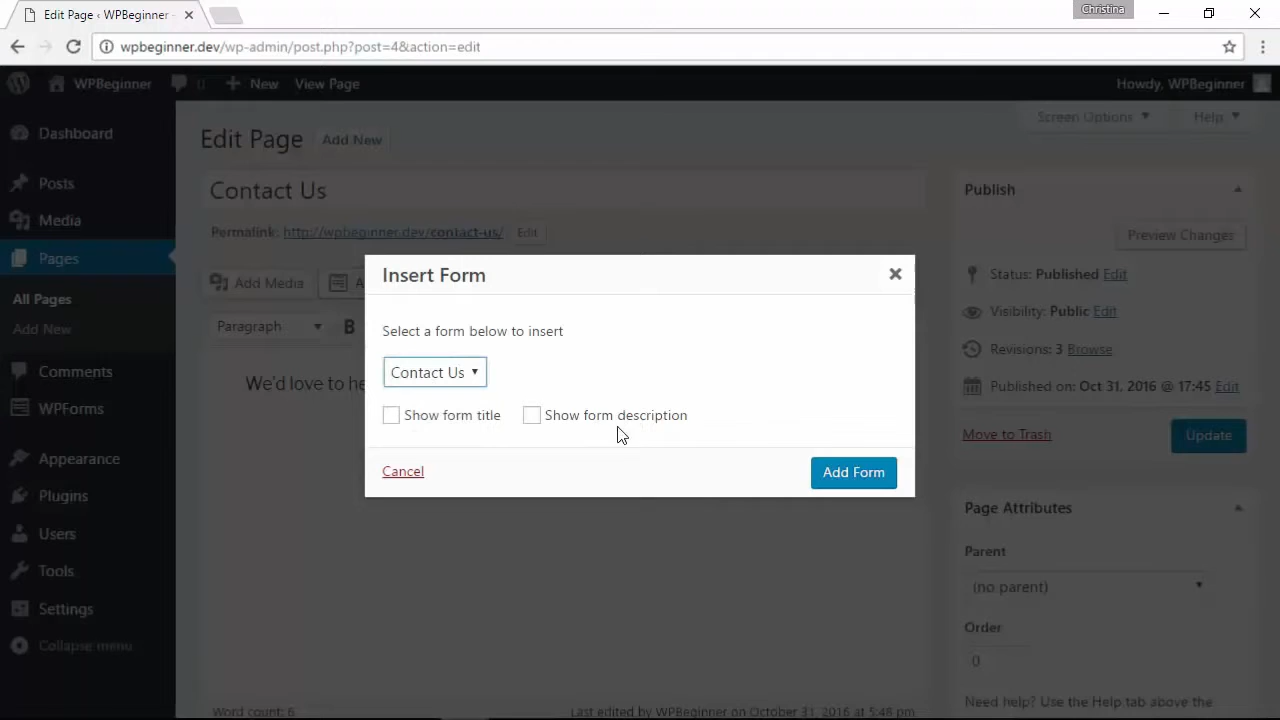 Edit Page ‹ WPBeginner -
Christina
wpbeginner.dev/wp-admin/post.php?post=4&action=edit
WPBeginner 0 New View Page Howdy, WPBeginner
Screen Options Help
Edit Page Add New
Contact Us
Permalink: http://wpbeginner.dev/contact-us/ Edit
Add Media A
Paragraph B
We'd love to he
Word count: 6
Last edited by WPBeginner on October 31, 2016 at 5:48 pm
Dashboard
Posts
Media
Pages
All Pages
Add New
Comments
WPForms
Appearance
Plugins
Users
Tools
Settings
Collapse menu
Insert Form
Select a form below to insert
Contact Us
Show form title Show form description
Cancel Add Form
Publish
Preview Changes
Status: Published Edit
Visibility: Public Edit
Revisions: 3 Browse
Published on: Oct 31, 2016 @ 17:45 Edit
Move to Trash Update
Page Attributes
Parent
(no parent)
Order
0
Need help? Use the Help tab above the